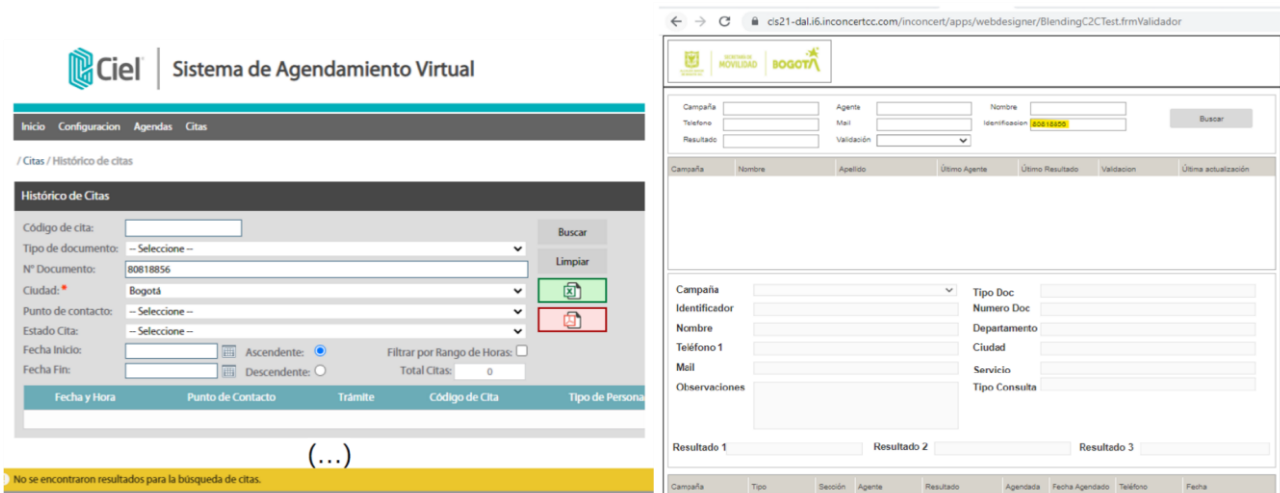 Ciel
Sistema de Agendamiento Virtual
Inicio Configuracion Agendas Citas
/ Citas / Histórico de citas
Histórico de Citas
Código de cita:
Buscar
Tipo de documento: -- Seleccione --
Limpiar
Nº Documento: 80818856
Ciudad:* Bogotá
Punto de contacto: -- Seleccione --
Estado Cita: -- Seleccione --
Fecha Inicio: Ascendente: Filtrar por Rango de Horas:
Fecha Fin: Descendente: Total Citas: 0
Fecha y Hora Punto de Contacto Trámite Código de Cita Tipo de Persona
(...)
No se encontraron resultados para la búsqueda de citas.
cls21-dal.i6.inconcertcc.com/inconcert/apps/webdesigner/BlendingC2CTest.frmValidador
MOVILIDAD BOGOTÁ
Campaña Agente Nombre
Telefono Mail Identificacion 80818856
Buscar
Resultado Validación
Campaña Nombre Apellido Último Agente Útimo Resultado Validacion Útima actualización
Campaña Tipo Doc
Identificador Numero Doc
Nombre Departamento
Teléfono 1 Ciudad
Mail Servicio
Observaciones Tipo Consulta
Resultado 1 Resultado 2 Resultado 3
Campaña Tipo Sección Agente Resultado Agendada Fecha Agendado Teléfono Fecha